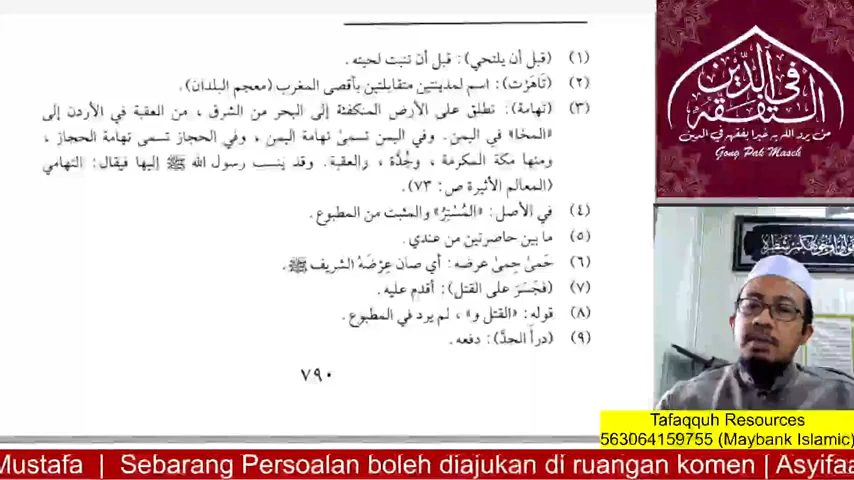 (١) (قبل أن يلتحي): قبل أن تنبت لحيته.
(٢) (تَاهَرْت): اسم لمدينتين متقابلتين بأقصى المغرب (معجم البلدان).
(٣) (تهامة): تطلق على الأرض المنكفئة إلى البحر من الشرق، من العقبة في الأردن إلى
«المخا» في اليمن. وفي اليمن تسمى تهامة اليمن، وفي الحجاز تسمى تهامة الحجاز،
ومنها مكة المكرمة، وجُدَّة، والعقبة. وقد ينسب رسول الله ﷺ إليها فيقال: التهامي
(المعالم الأثيرة ص: ٧٣).
(٤) في الأصل: «المُسْتِرُ» والمثبت من المطبوع.
(٥) ما بين حاصرتين من عندي.
(٦) حَمىٰ حِمىٰ عرضه: أي صان عِرْضَهُ الشريف ﷺ.
(٧) (فجَسَرَ على القتل): أقدم عليه.
(٨) قوله: «القتل و»، لم يرد في المطبوع.
(٩) (درأ الحدَّ): دفعه.
٧٩٠
التفقه في الدين
من يرد الله به خيرا يفقهه في الدين
Gong Pak Maseh
Tafaqquh Resources
563064159755 (Maybank Islamic)
Mustafa | Sebarang Persoalan boleh diajukan di ruangan komen | Asyifaa